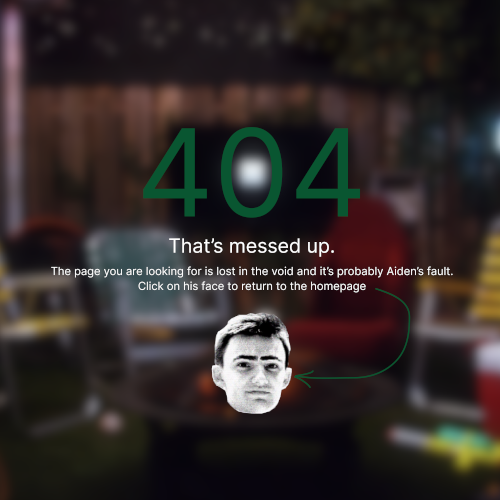 404
That’s messed up.
The page you are looking for is lost in the void and it’s probably Aiden’s fault.
Click on his face to return to the homepage